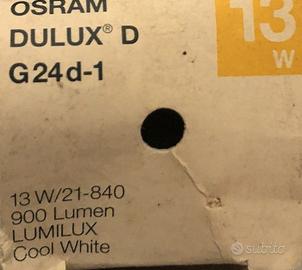 OSRAM
DULUX® D
G24d-1
13
W
13 W/21-840
900 Lumen
LUMILUX
Cool White
subito